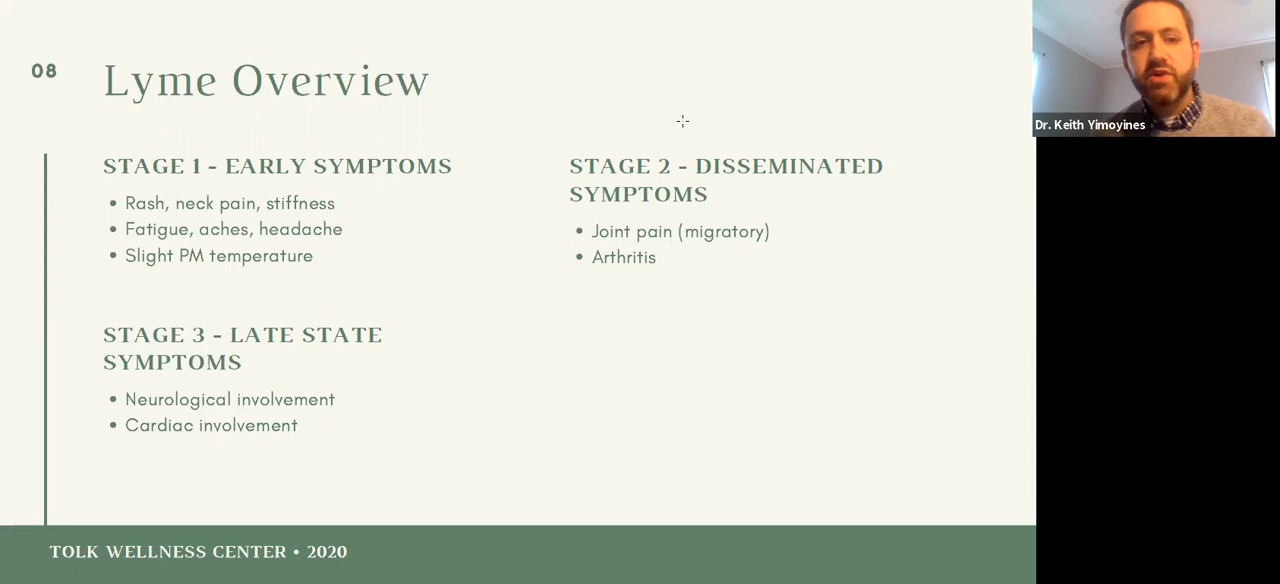 08
Lyme Overview
STAGE 1 - EARLY SYMPTOMS
• Rash, neck pain, stiffness
• Fatigue, aches, headache
• Slight PM temperature
STAGE 2 - DISSEMINATED
SYMPTOMS
• Joint pain (migratory)
• Arthritis
STAGE 3 - LATE STATE
SYMPTOMS
• Neurological involvement
• Cardiac involvement
TOLK WELLNESS CENTER • 2020
Dr. Keith Yimoyines